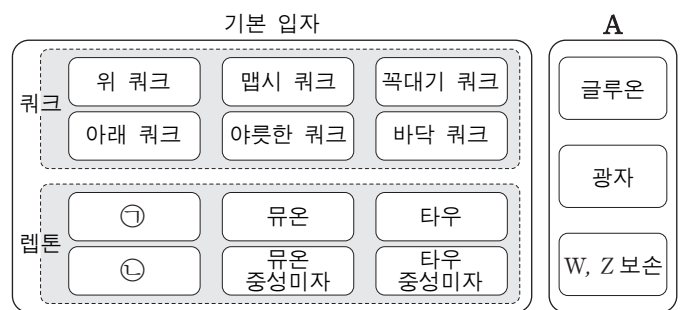 기본 입자
A
쿼크
위 쿼크
맵시 쿼크
꼭대기 쿼크
아래 쿼크
야릇한 쿼크
바닥 쿼크
렙톤
㉠
뮤온
타우
㉡
뮤온
중성미자
타우
중성미자
글루온
광자
W, Z 보손